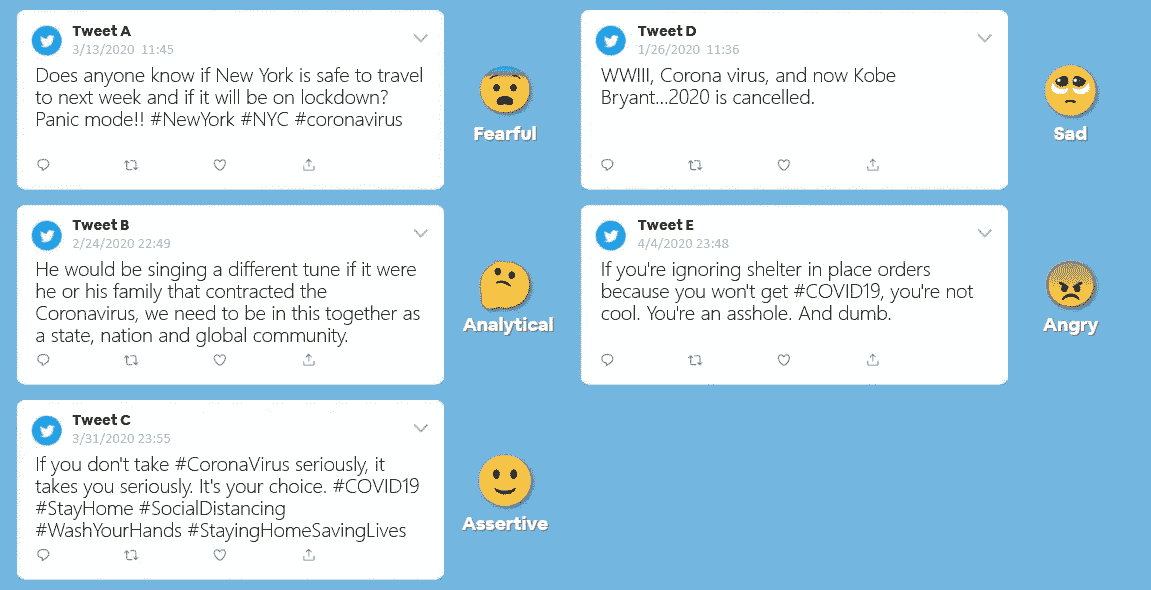 Tweet A
3/13/2020 11:45
Does anyone know if New York is safe to travel
to next week and if it will be on lockdown?
Panic mode!! #NewYork #NYC #coronavirus
Fearful
Tweet B
2/24/2020 22:49
He would be singing a different tune if it were
he or his family that contracted the
Coronavirus, we need to be in this together as
a state, nation and global community.
Analytical
Tweet C
3/31/2020 23:55
If you don't take #CoronaVirus seriously, it
takes you seriously. It's your choice. #COVID19
#StayHome #SocialDistancing
#WashYourHands #StayingHomeSavingLives
Assertive
Tweet D
1/26/2020 11:36
WWIII, Corona virus, and now Kobe
Bryant...2020 is cancelled.
Sad
Tweet E
4/4/2020 23:48
If you're ignoring shelter in place orders
because you won't get #COVID19, you're not
cool. You're an asshole. And dumb.
Angry